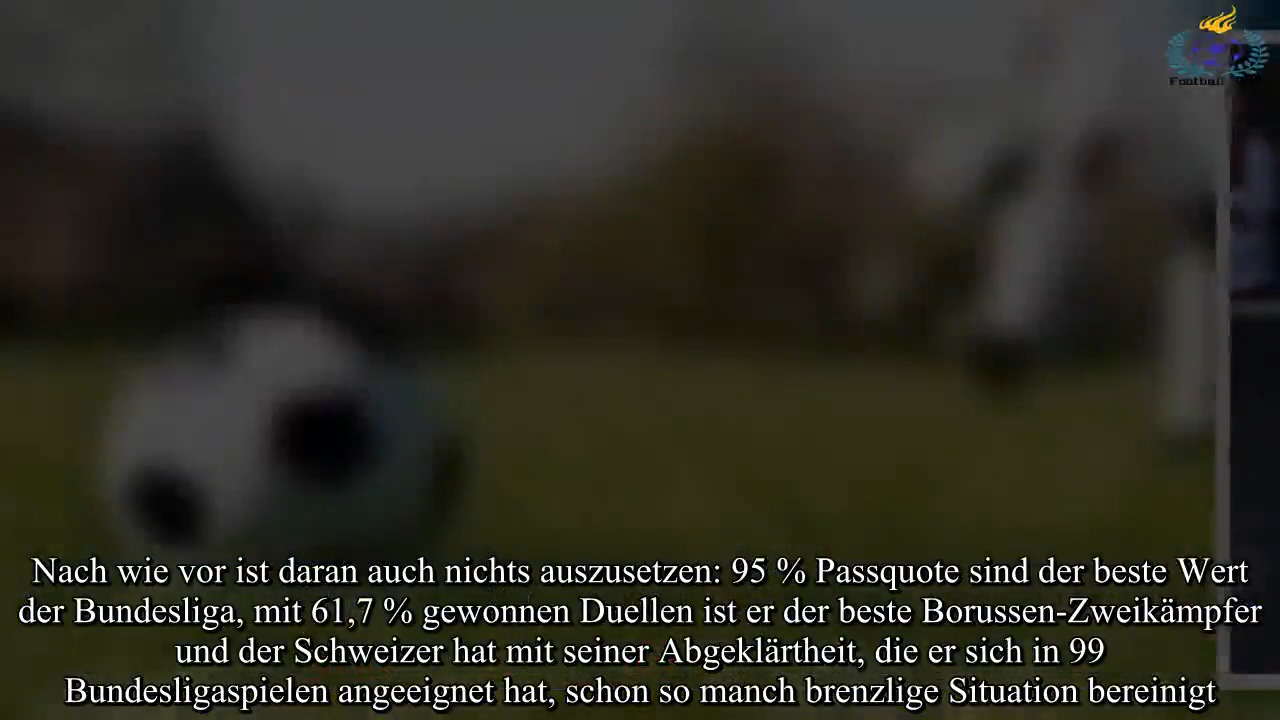 Football
Nach wie vor ist daran auch nichts auszusetzen: 95 % Passquote sind der beste Wert
der Bundesliga, mit 61,7 % gewonnen Duellen ist er der beste Borussen-Zweikämpfer
und der Schweizer hat mit seiner Abgeklärtheit, die er sich in 99
Bundesligaspielen angeeignet hat, schon so manch brenzlige Situation bereinigt